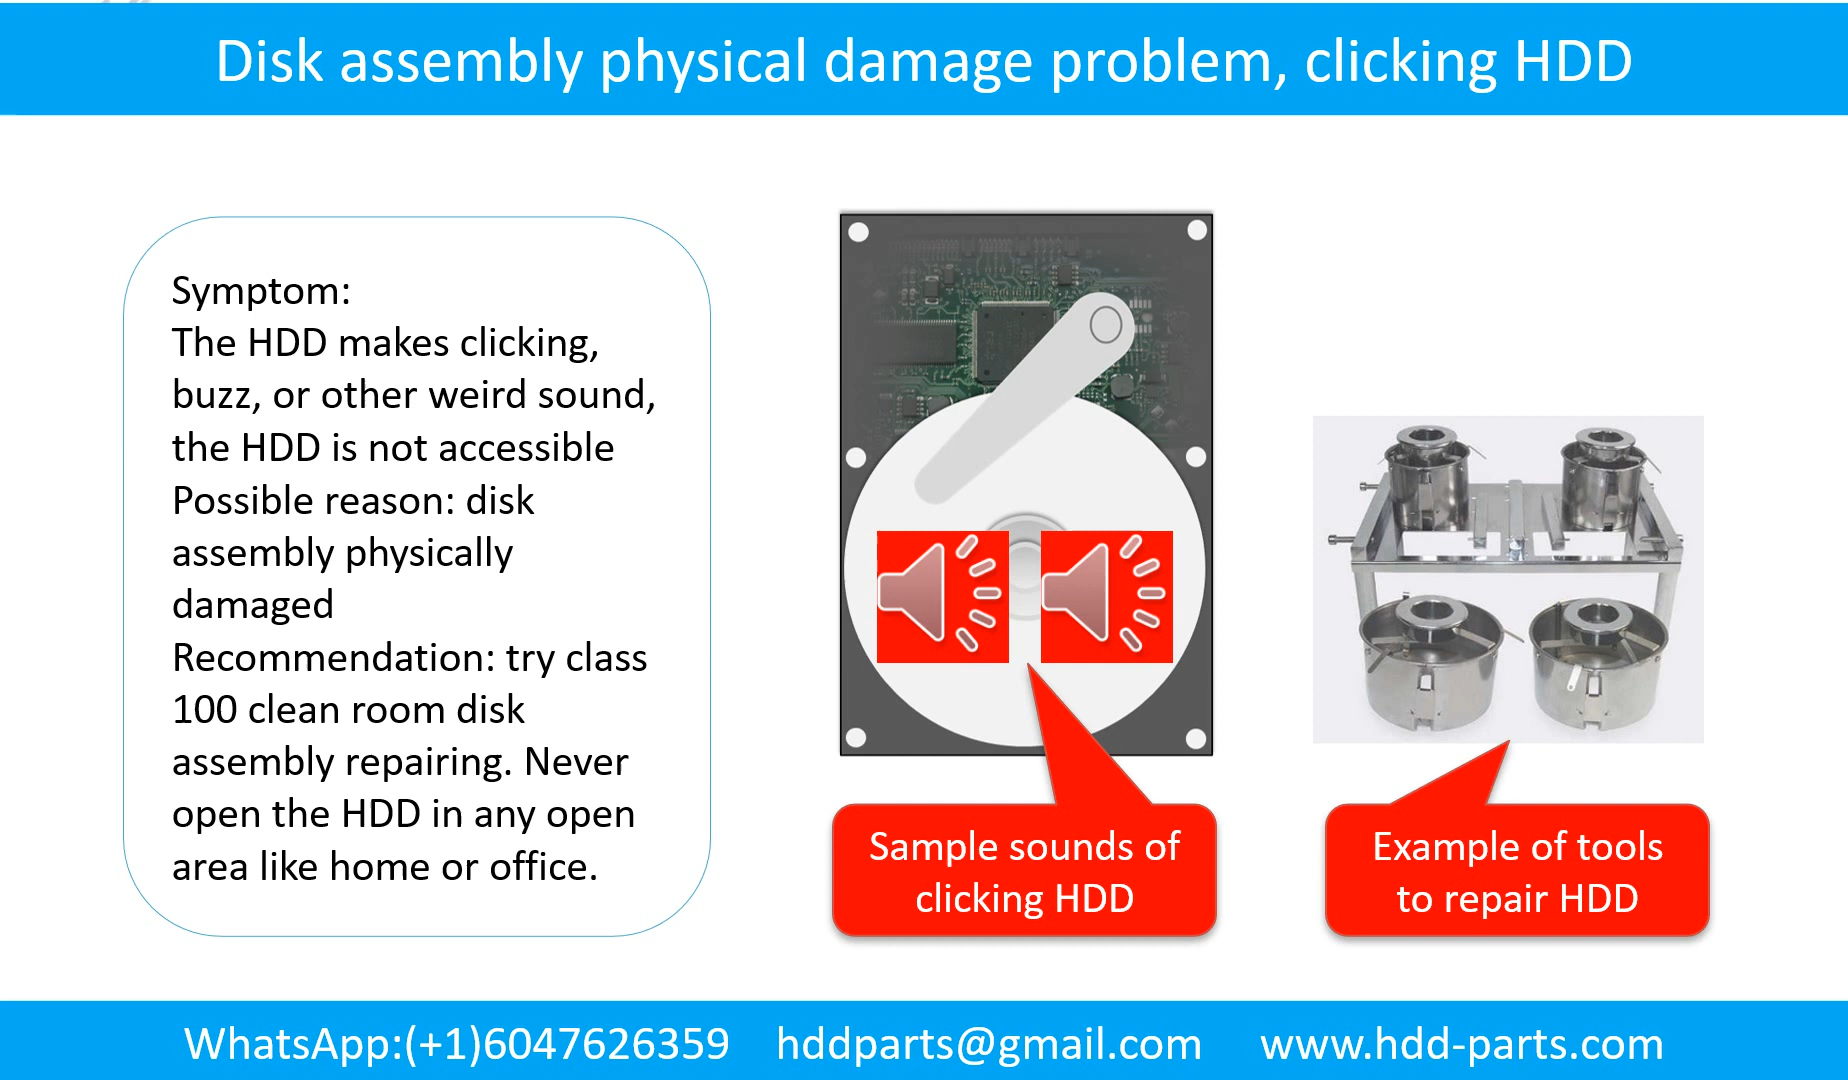 Disk assembly physical damage problem, clicking HDD
Symptom:
The HDD makes clicking,
buzz, or other weird sound,
the HDD is not accessible
Possible reason: disk
assembly physically
damaged
Recommendation: try class
100 clean room disk
assembly repairing. Never
open the HDD in any open
area like home or office.
Sample sounds of
clicking HDD
Example of tools
to repair HDD
WhatsApp:(+1)6047626359 hddparts@gmail.com www.hdd-parts.com